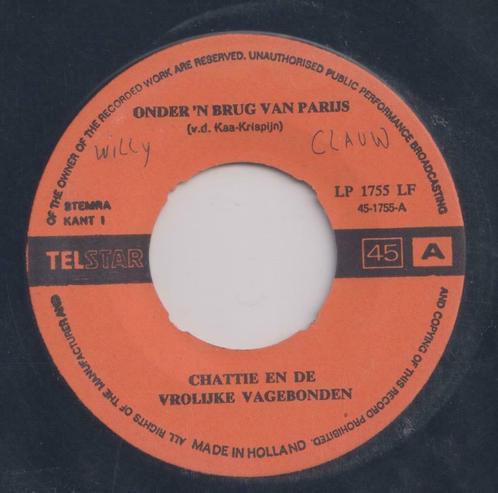 ALL RIGHTS OF THE MANUFACTURER AND OF THE OWNER OF THE RECORDED WORK ARE RESERVED. UNAUTHORISED PUBLIC PERFORMANCE BROADCASTING AND COPYING OF THIS RECORD PROHIBITED.
ONDER 'N BRUG VAN PARIJS
(v.d. Kaa-Krispijn)
WILLY CLAUW
STEMRA
KANT 1
LP 1755 LF
45-1755-A
TELSTAR 45 A
CHATTIE EN DE
VROLIJKE VAGEBONDEN
MADE IN HOLLAND